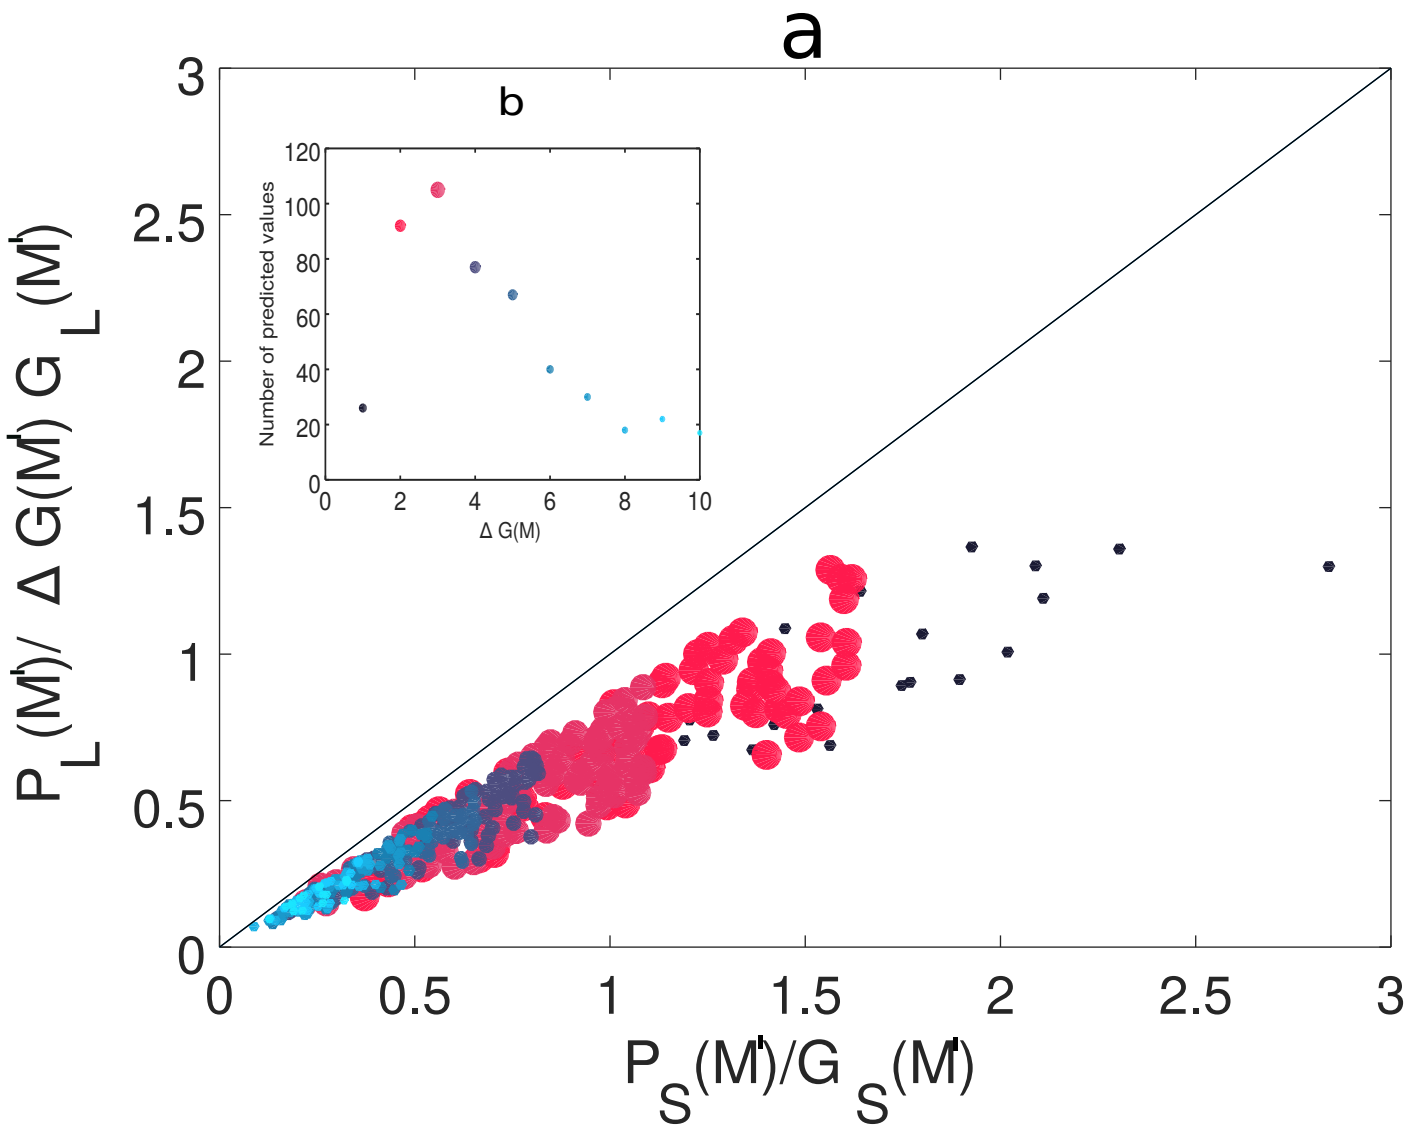 a
3
2.5
2
1.5
1
0.5
0
0 0.5 1 1.5 2 2.5 3
P_L(M')/ Δ G(M') G_L(M')
P_S(M')/G_S(M')
b
120
100
80
60
40
20
0
0 2 4 6 8 10
Number of predicted values
Δ G(M)